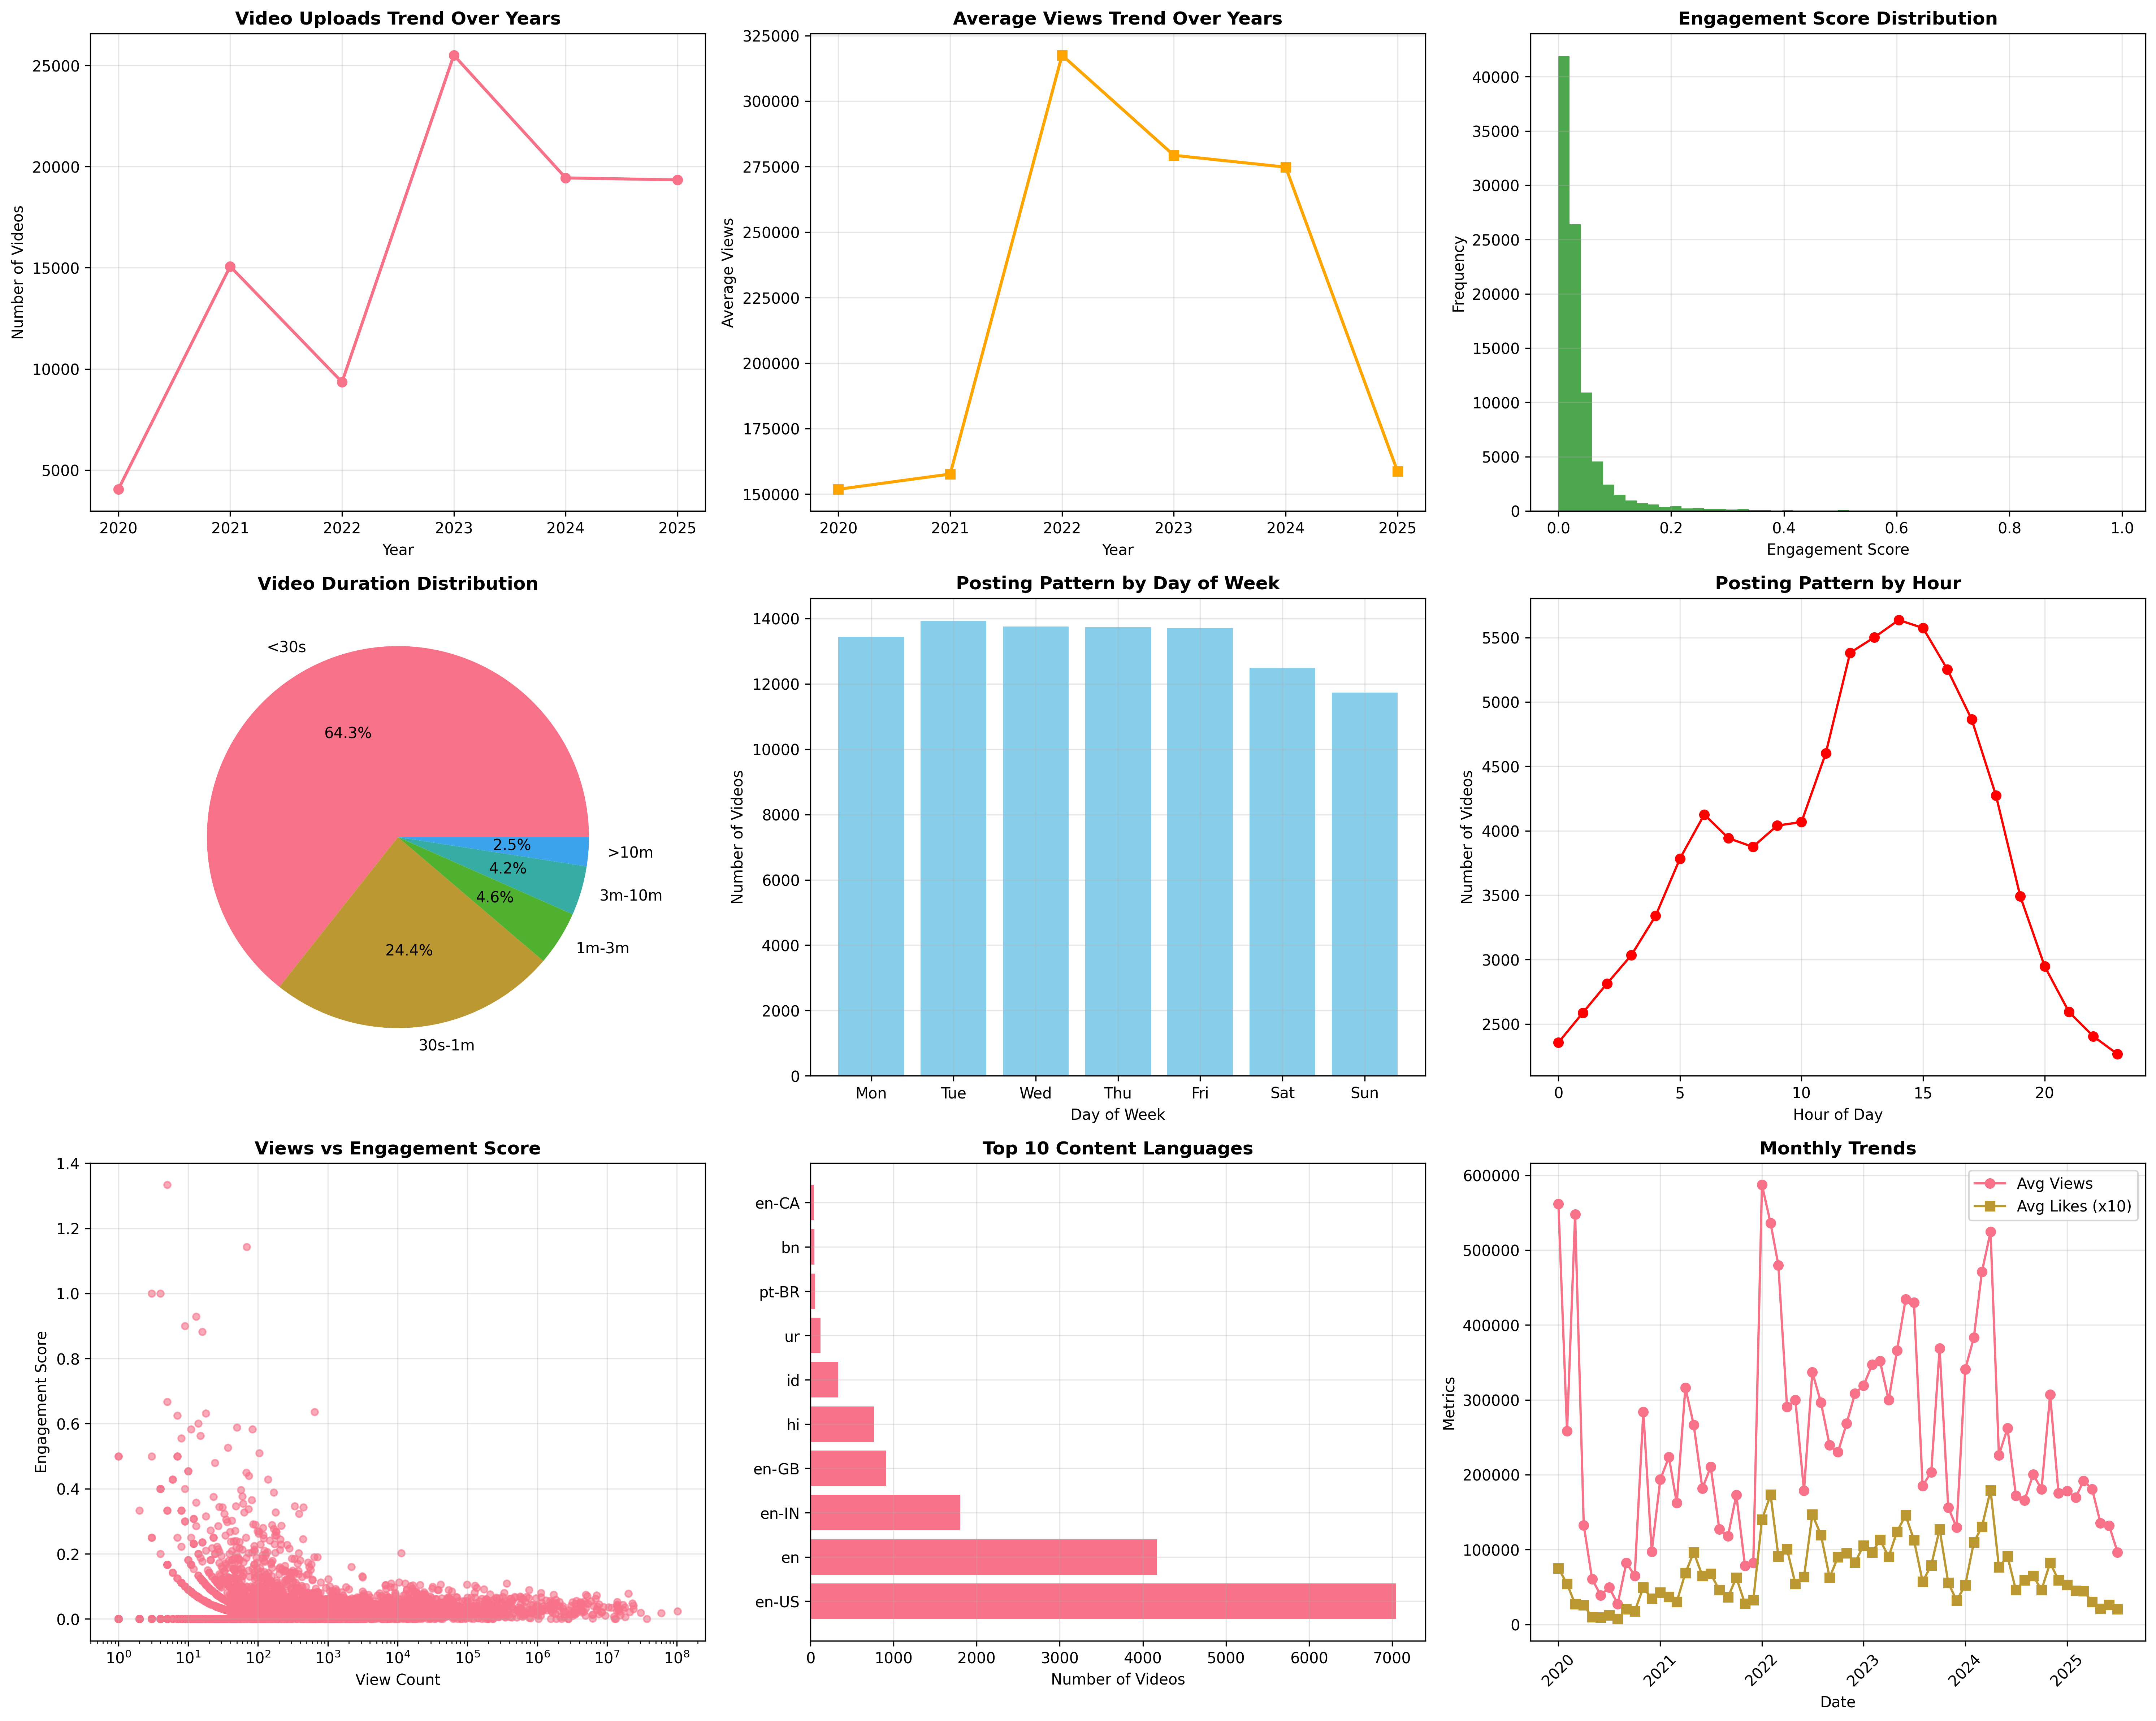 Video Uploads Trend Over Years
Number of Videos
25000
20000
15000
10000
5000
2020 2021 2022 2023 2024 2025
Year
Average Views Trend Over Years
Average Views
325000
300000
275000
250000
225000
200000
175000
150000
2020 2021 2022 2023 2024 2025
Year
Engagement Score Distribution
Frequency
40000
35000
30000
25000
20000
15000
10000
5000
0
0.0 0.2 0.4 0.6 0.8 1.0
Engagement Score
Video Duration Distribution
<30s
64.3%
2.5%
>10m
4.2%
3m-10m
4.6%
1m-3m
24.4%
30s-1m
Posting Pattern by Day of Week
Number of Videos
14000
12000
10000
8000
6000
4000
2000
0
Mon Tue Wed Thu Fri Sat Sun
Day of Week
Posting Pattern by Hour
Number of Videos
5500
5000
4500
4000
3500
3000
2500
0 5 10 15 20
Hour of Day
Views vs Engagement Score
Engagement Score
1.4
1.2
1.0
0.8
0.6
0.4
0.2
0.0
10⁰ 10¹ 10² 10³ 10⁴ 10⁵ 10⁶ 10⁷ 10⁸
View Count
Top 10 Content Languages
en-CA
bn
pt-BR
ur
id
hi
en-GB
en-IN
en
en-US
0 1000 2000 3000 4000 5000 6000 7000
Number of Videos
Monthly Trends
Avg Views
Avg Likes (x10)
Metrics
600000
500000
400000
300000
200000
100000
0
2020 2021 2022 2023 2024 2025
Date